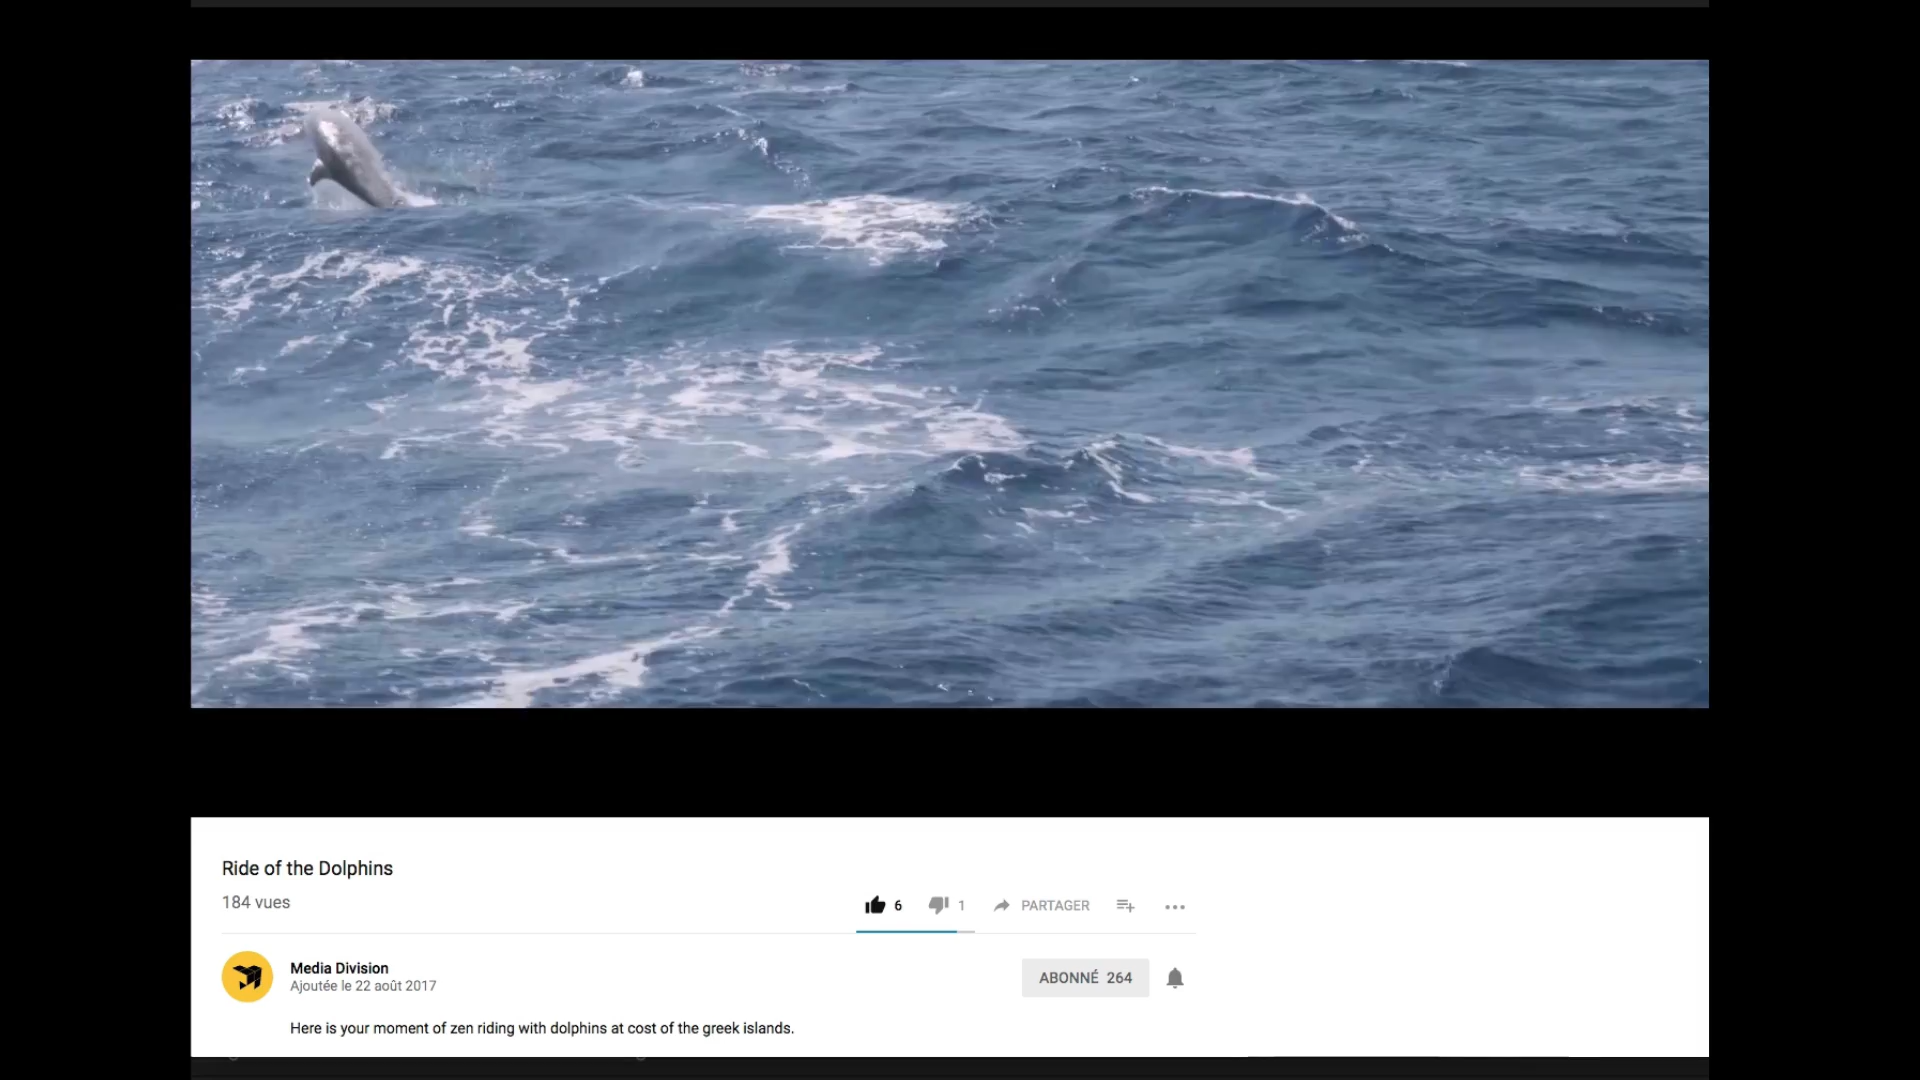 Ride of the Dolphins
184 vues
6 1 PARTAGER
Media Division
Ajoutée le 22 août 2017
ABONNÉ 264
Here is your moment of zen riding with dolphins at cost of the greek islands.